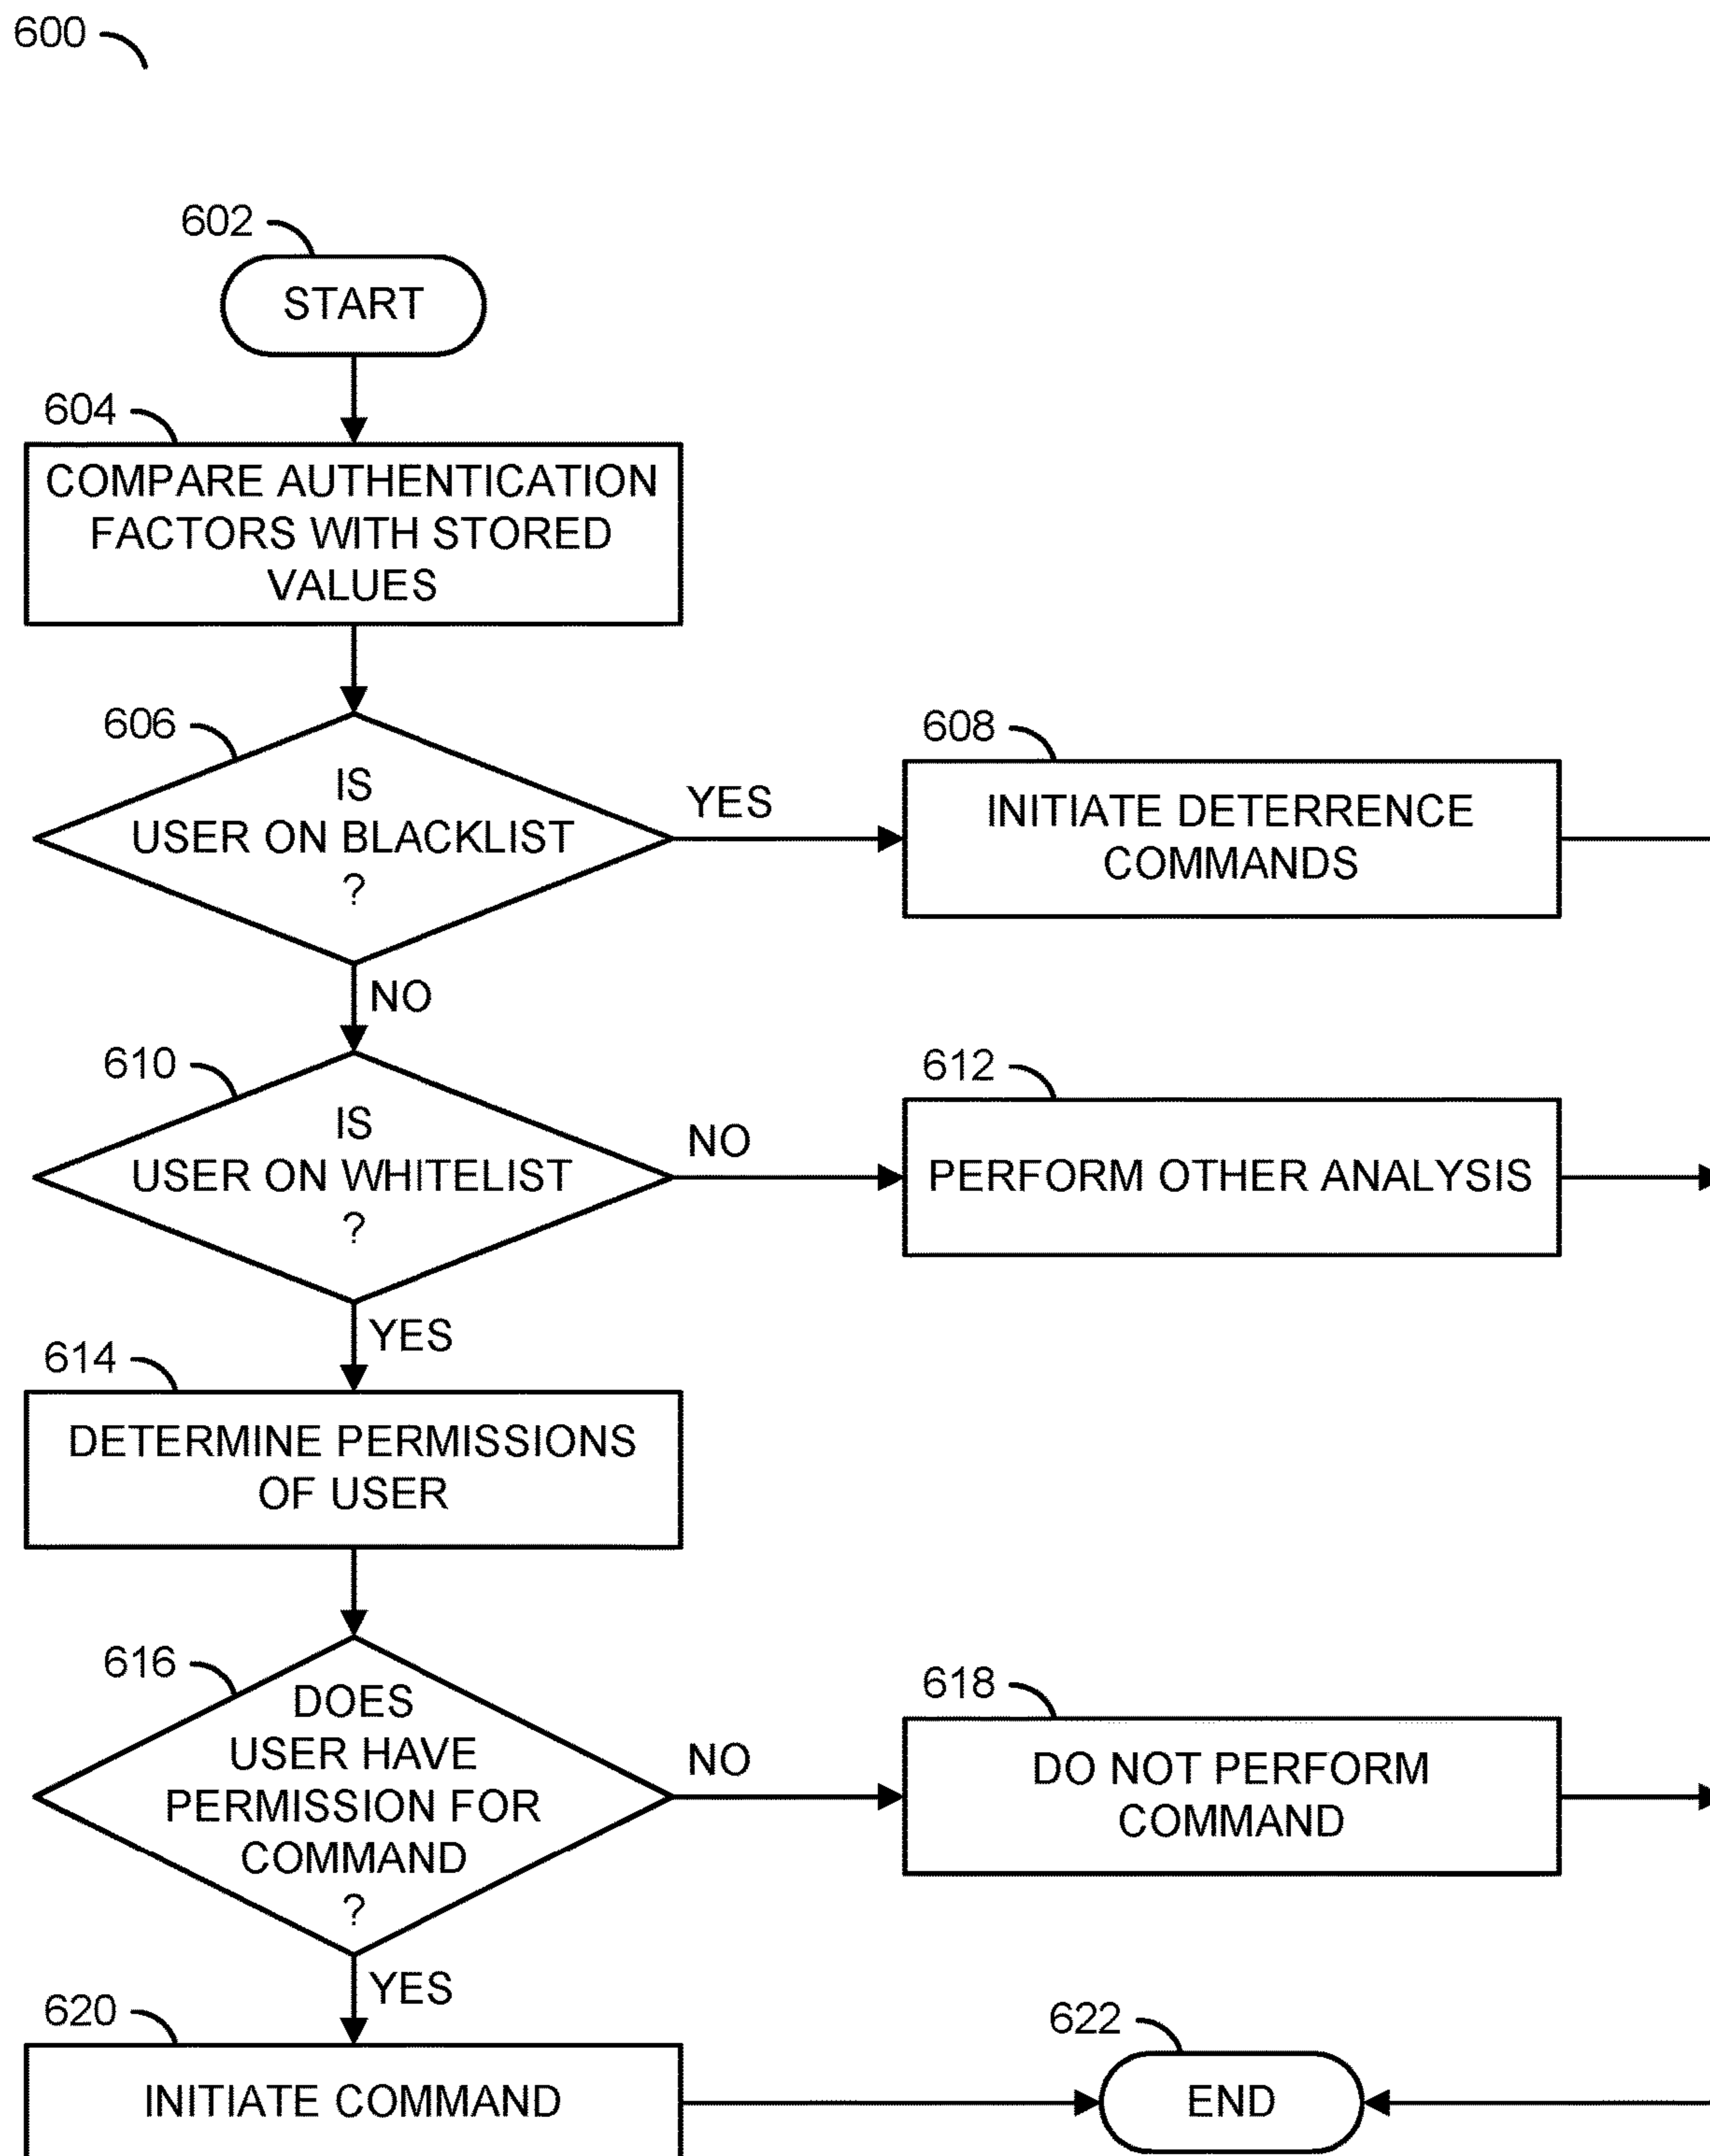 600
602
START
604
COMPARE AUTHENTICATION
FACTORS WITH STORED
VALUES
606
IS
USER ON BLACKLIST
?
YES
608
INITIATE DETERRENCE
COMMANDS
NO
610
IS
USER ON WHITELIST
?
NO
612
PERFORM OTHER ANALYSIS
YES
614
DETERMINE PERMISSIONS
OF USER
616
DOES
USER HAVE
PERMISSION FOR
COMMAND
?
NO
618
DO NOT PERFORM
COMMAND
YES
620
INITIATE COMMAND
622
END